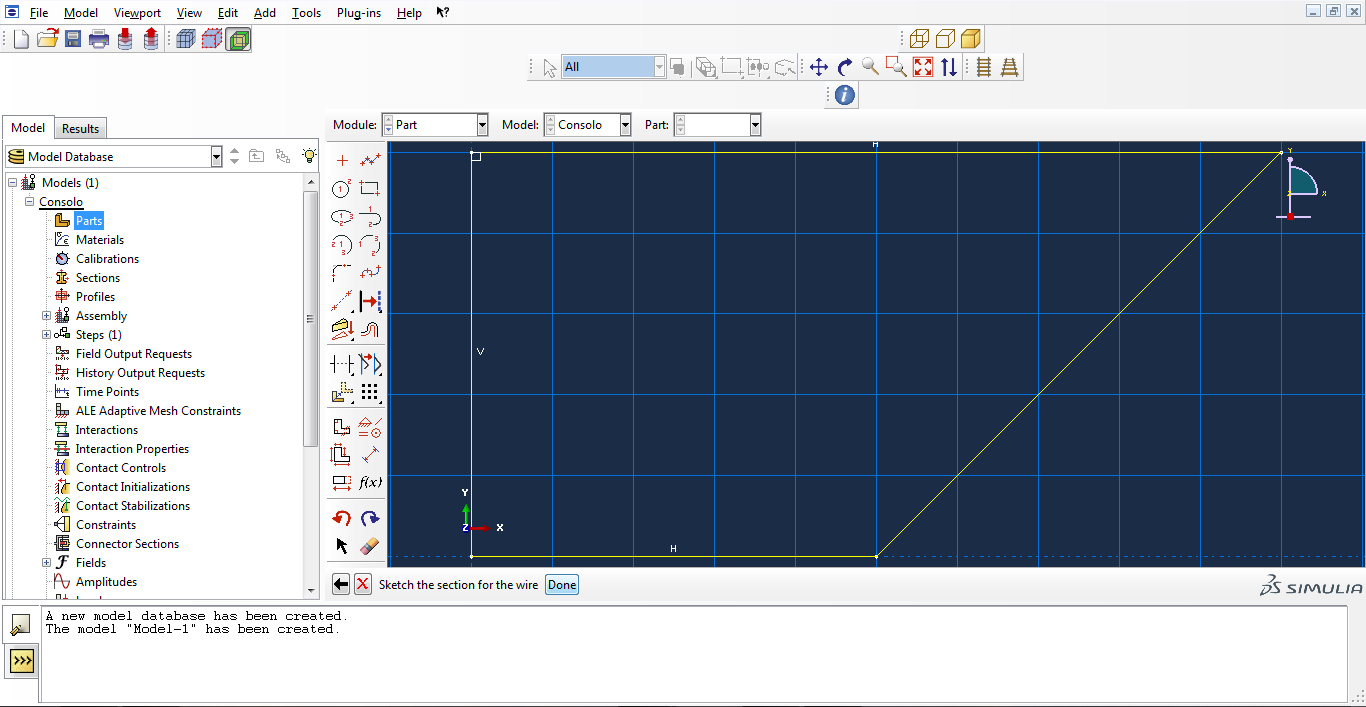 File Model Viewport View Edit Add Tools Plug-ins Help ?
All
i
Model Results
Module: Part Model: Consolo Part:
Model Database
Models (1)
Consolo
Parts
Materials
Calibrations
Sections
Profiles
Assembly
Steps (1)
Field Output Requests
History Output Requests
Time Points
ALE Adaptive Mesh Constraints
Interactions
Interaction Properties
Contact Controls
Contact Initializations
Contact Stabilizations
Constraints
Connector Sections
Fields
Amplitudes
f(x)
H
Y
X
V
Y
Z X
H
X Sketch the section for the wire Done
SIMULIA
A new model database has been created.
The model "Model-1" has been created.
>>>